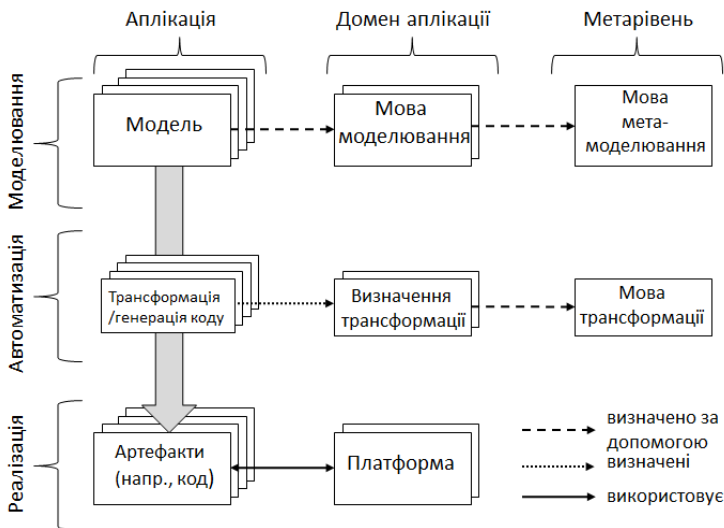 Аплікація
Домен аплікації
Метарівень
Моделювання
Модель
Мова
моделювання
Мова
мета-
моделювання
Автоматизація
Трансформація
/генерація коду
Визначення
трансформації
Мова
трансформації
Реалізація
Артефакти
(напр., код)
Платформа
визначено за
допомогою
визначені
використовує